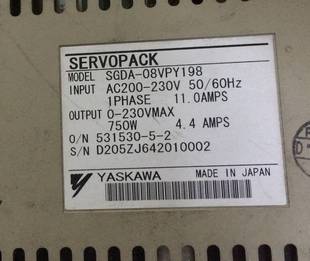 SERVOPACK
MODEL SGDA-08VPY198
INPUT AC200-230V 50/60Hz
1PHASE 11.0AMPS
OUTPUT 0-230VMAX
750W 4.4 AMPS
O/N 531530-5-2
S/N D205ZJ642010002
YASKAWA MADE IN JAPAN